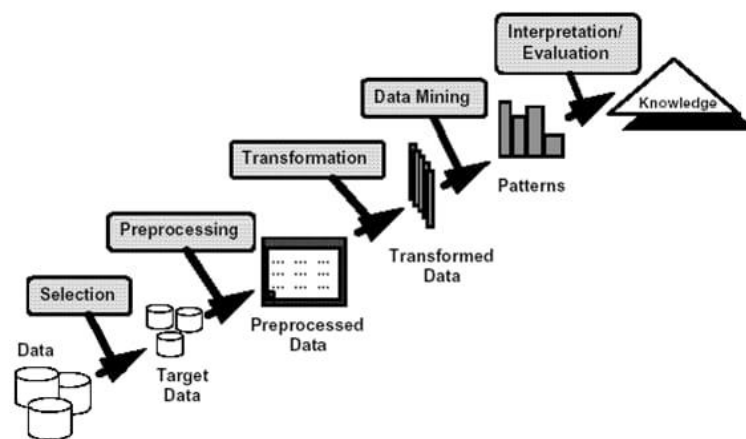 Interpretation/
Evaluation
Data Mining
Knowledge
Transformation
Patterns
Preprocessing
Transformed
Data
Selection
Preprocessed
Data
Data
Target
Data